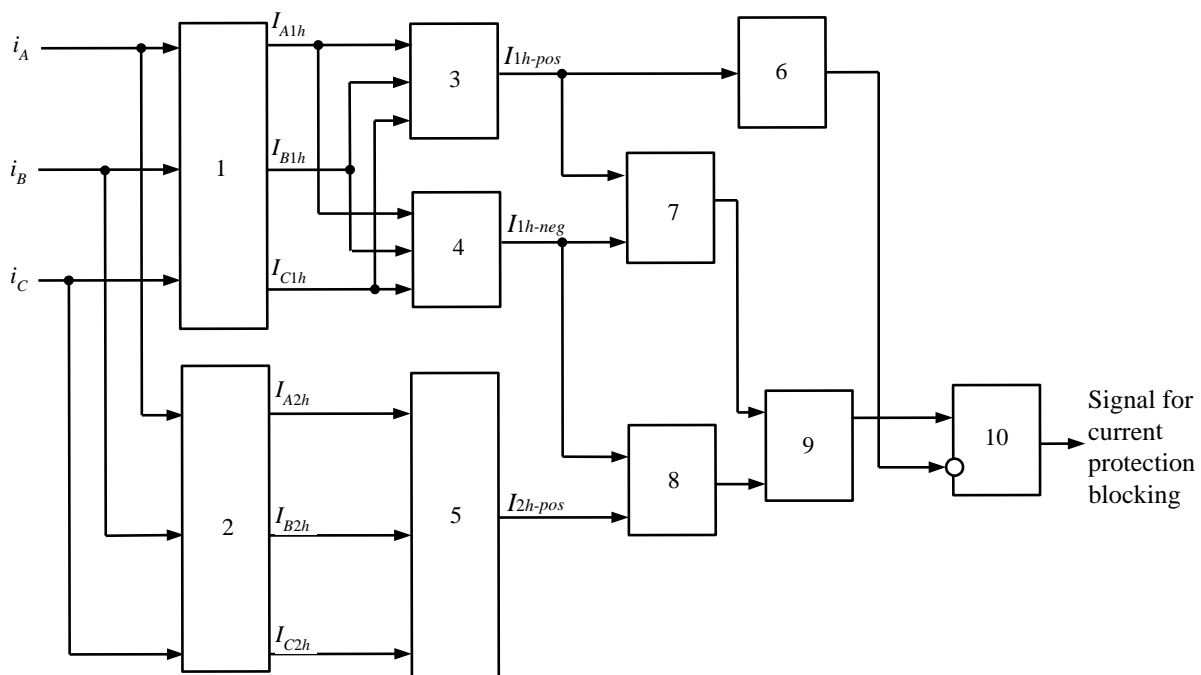 i_A
i_B
i_C
1
I_A1h
I_B1h
I_C1h
3
I_1h-pos
6
4
I_1h-neg
7
2
I_A2h
I_B2h
I_C2h
5
I_2h-pos
8
9
10
Signal for
current
protection
blocking